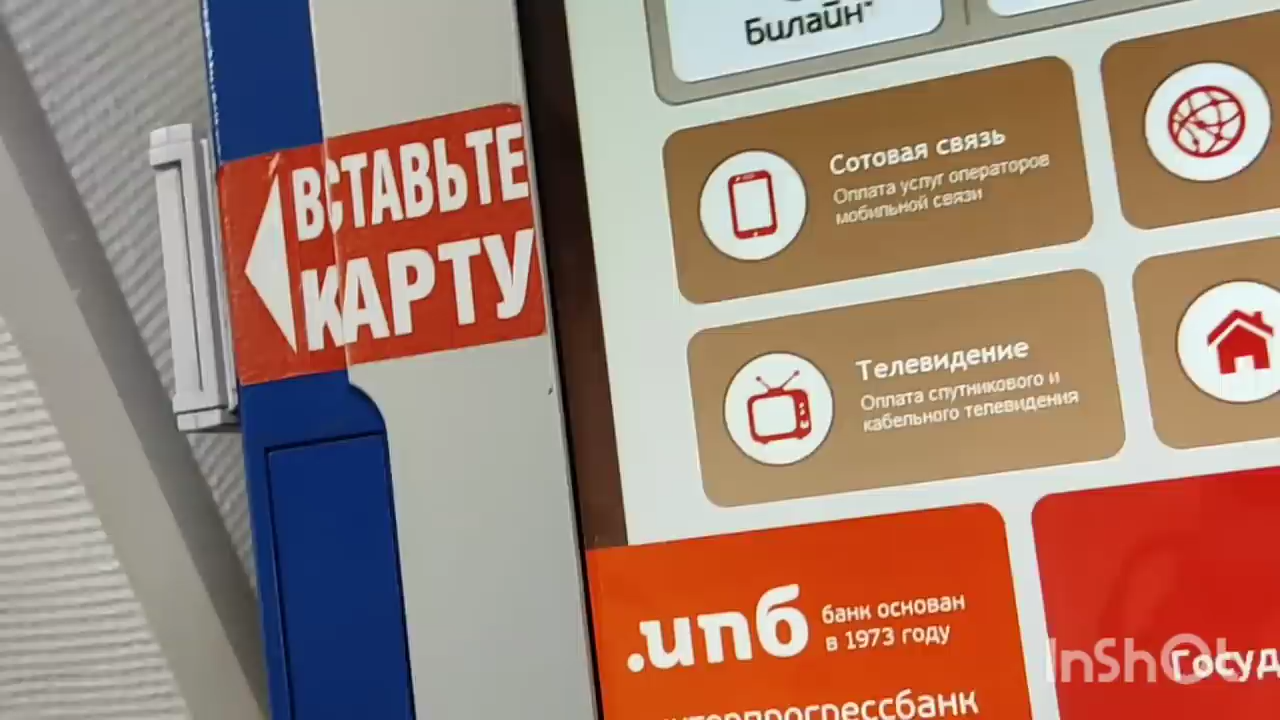 Билайн*
ВСТАВЬТЕ
КАРТУ
Сотовая связь
Оплата услуг операторов
мобильной связи
Телевидение
Оплата спутникового и
кабельного телевидения
.ипб
банк основан
в 1973 году
InShOt